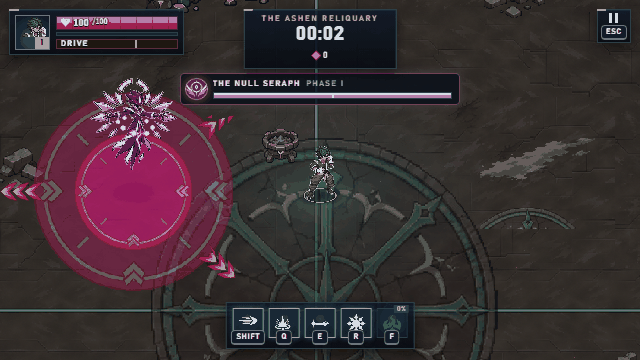 100/100
1
DRIVE
THE ASHEN RELIQUARY
00:02
0
ESC
THE NULL SERAPH PHASE I
0%
SHIFT
Q
E
R
F